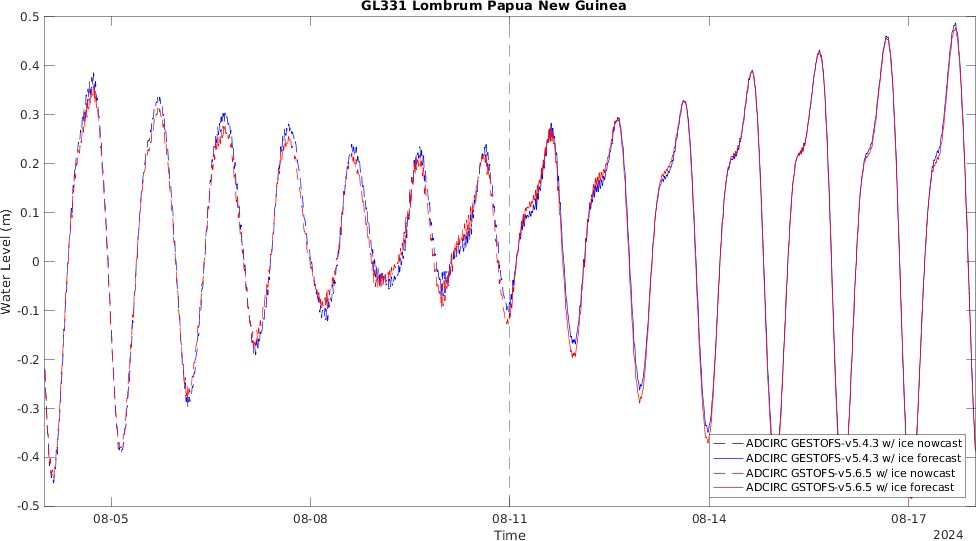 GL331 Lombrum Papua New Guinea
0.5
0.4
0.3
0.2
0.1
0
-0.1
-0.2
-0.3
-0.4
-0.5
Water Level (m)
ADCIRC GESTOFS-v5.4.3 w/ ice nowcast
ADCIRC GESTOFS-v5.4.3 w/ ice forecast
ADCIRC GSTOFS-v5.6.5 w/ ice nowcast
ADCIRC GSTOFS-v5.6.5 w/ ice forecast
08-05 08-08 08-11 08-14 08-17
Time
2024